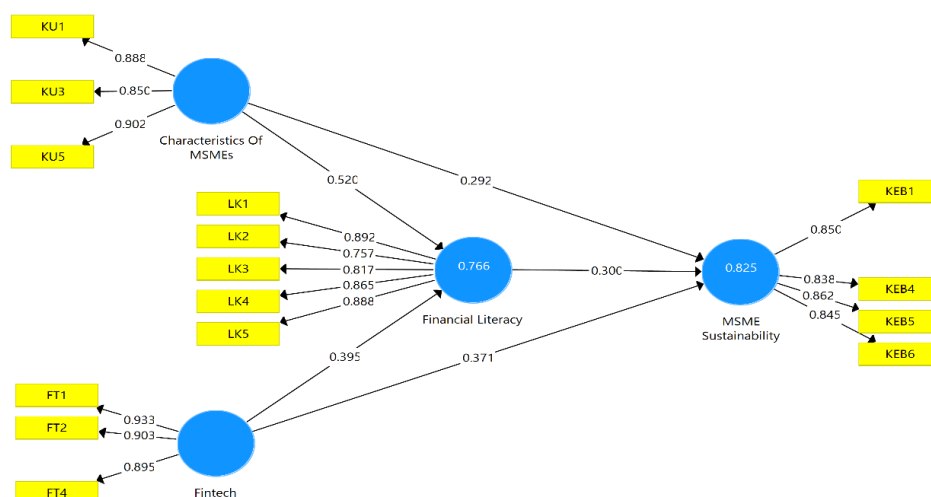 KU1
0.888
KU3
0.850
0.902
KU5
Characteristics Of
MSMEs
0.520
0.292
LK1
0.892
LK2
0.757
LK3
0.817
LK4
0.865
LK5
0.888
0.766
Financial Literacy
0.300
0.825
MSME
Sustainability
KEB1
0.850
0.838
KEB4
0.862
KEB5
0.845
KEB6
0.395
0.371
FT1
0.933
FT2
0.903
0.895
FT4
Fintech